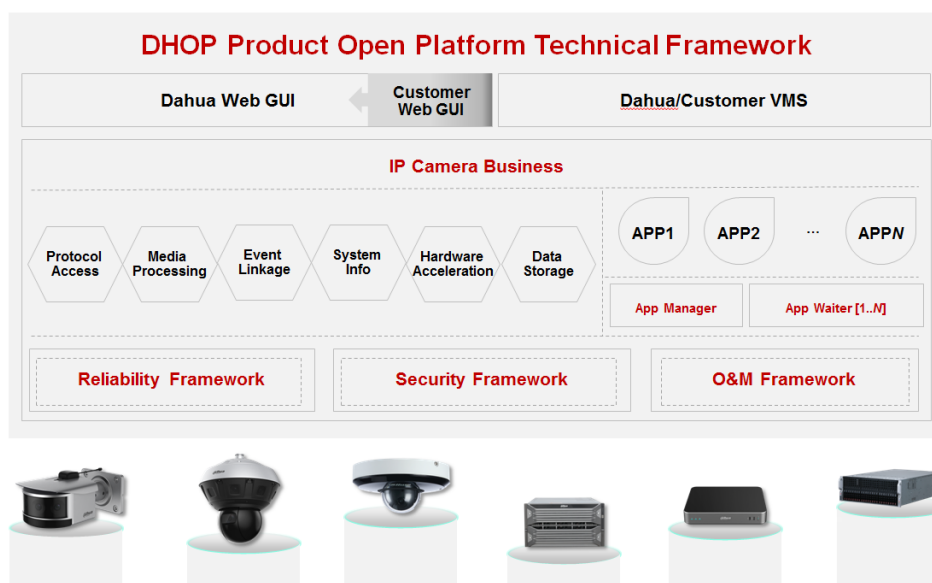 DHOP Product Open Platform Technical Framework
Dahua Web GUI
Customer
Web GUI
Dahua/Customer VMS
IP Camera Business
Protocol
Access
Media
Processing
Event
Linkage
System
Info
Hardware
Acceleration
Data
Storage
APP1
APP2
...
APPN
App Manager
App Waiter [1..N]
Reliability Framework
Security Framework
O&M Framework